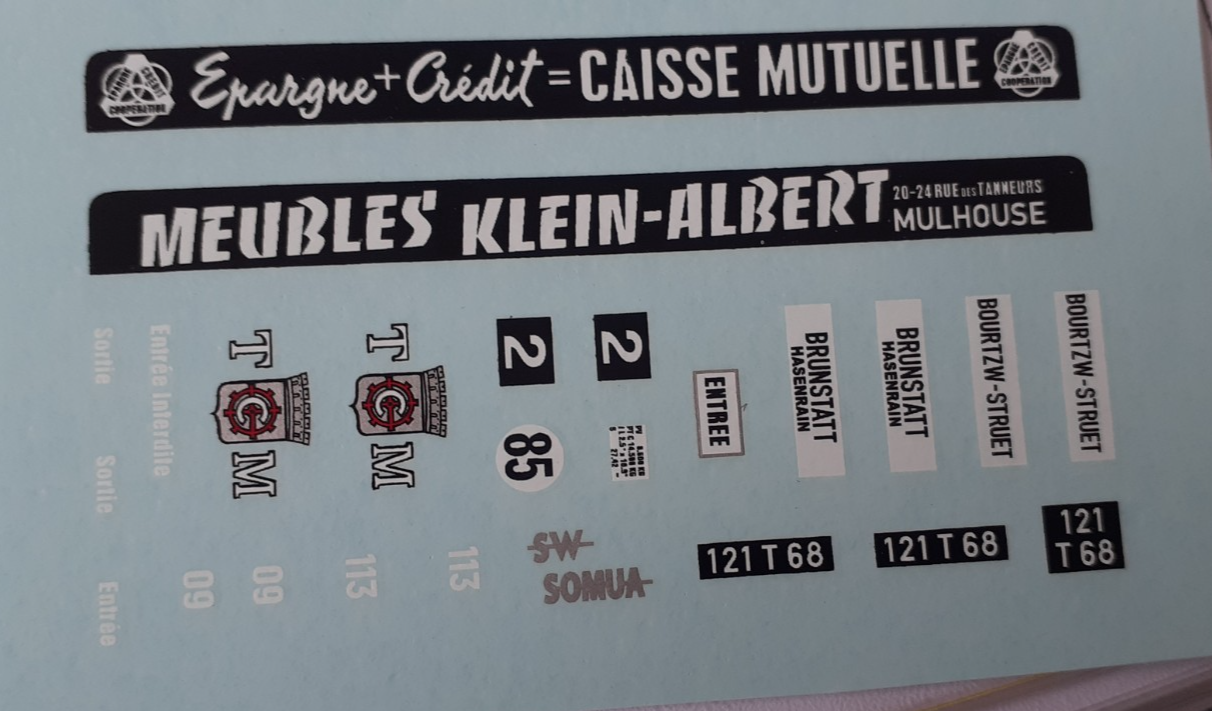 Epargne + Crédit = CAISSE MUTUELLE
COOPERATION
COOPERATION
MEUBLES KLEIN-ALBERT
20-24 RUE DES TANNEURS
MULHOUSE
Sortie
Entrée Interdite
T M
T M
2
2
ENTREE
BRUNSTATT
HASENRAIN
BRUNSTATT
HASENRAIN
BOURTZW-STRUET
BOURTZW-STRUET
Sortie
85
Entrée
09
09
113
113
SW
SOMUA
121 T 68
121 T 68
121
T 68